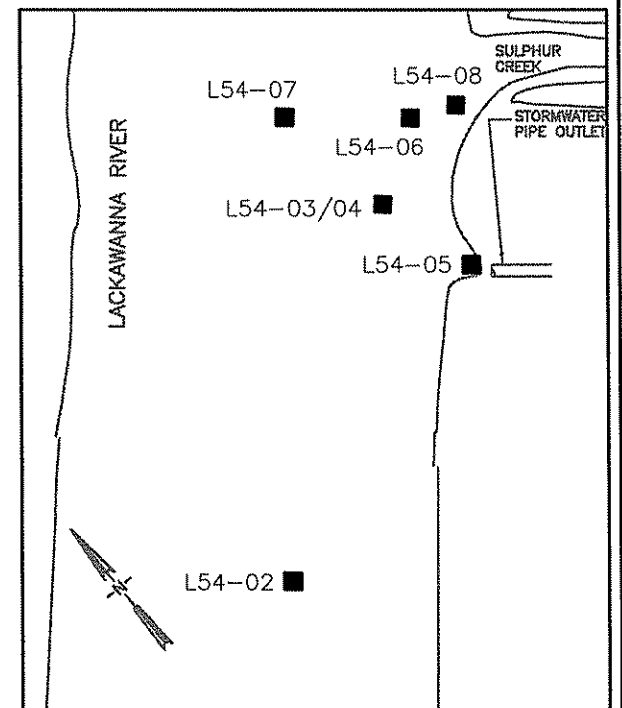 SULPHUR
CREEK
L54-08
L54-07
STORMWATER
PIPE OUTLET
L54-06
LACKAWANNA RIVER
L54-03/04
L54-05
N
L54-02